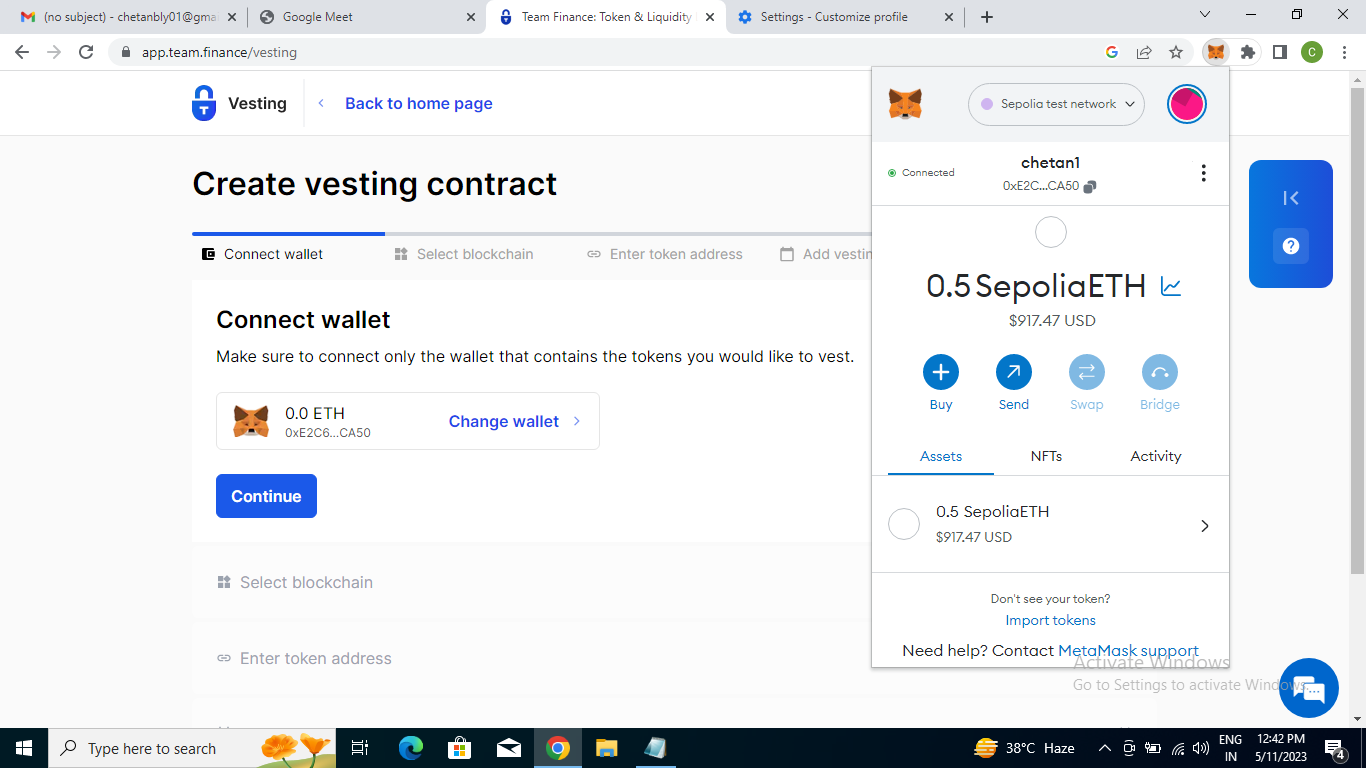 (no subject) - chetanbly01@gma
Google Meet
Team Finance: Token & Liquidity
Settings - Customize profile
app.team.finance/vesting
C
Vesting
Back to home page
Create vesting contract
Connect wallet
Select blockchain
Enter token address
Add vestin
Connect wallet
Make sure to connect only the wallet that contains the tokens you would like to vest.
0.0 ETH
0xE2C6...CA50
Change wallet
Continue
Select blockchain
Enter token address
Sepolia test network
Connected
chetan1
0xE2C...CA50
0.5 SepoliaETH
$917.47 USD
Buy
Send
Swap
Bridge
Assets
NFTs
Activity
0.5 SepoliaETH
$917.47 USD
Don't see your token?
Import tokens
Need help? Contact MetaMask support
Activate Windows
Go to Settings to activate Windows.
Type here to search
38°C Haze
ENG
IN
12:42 PM
5/11/2023
4